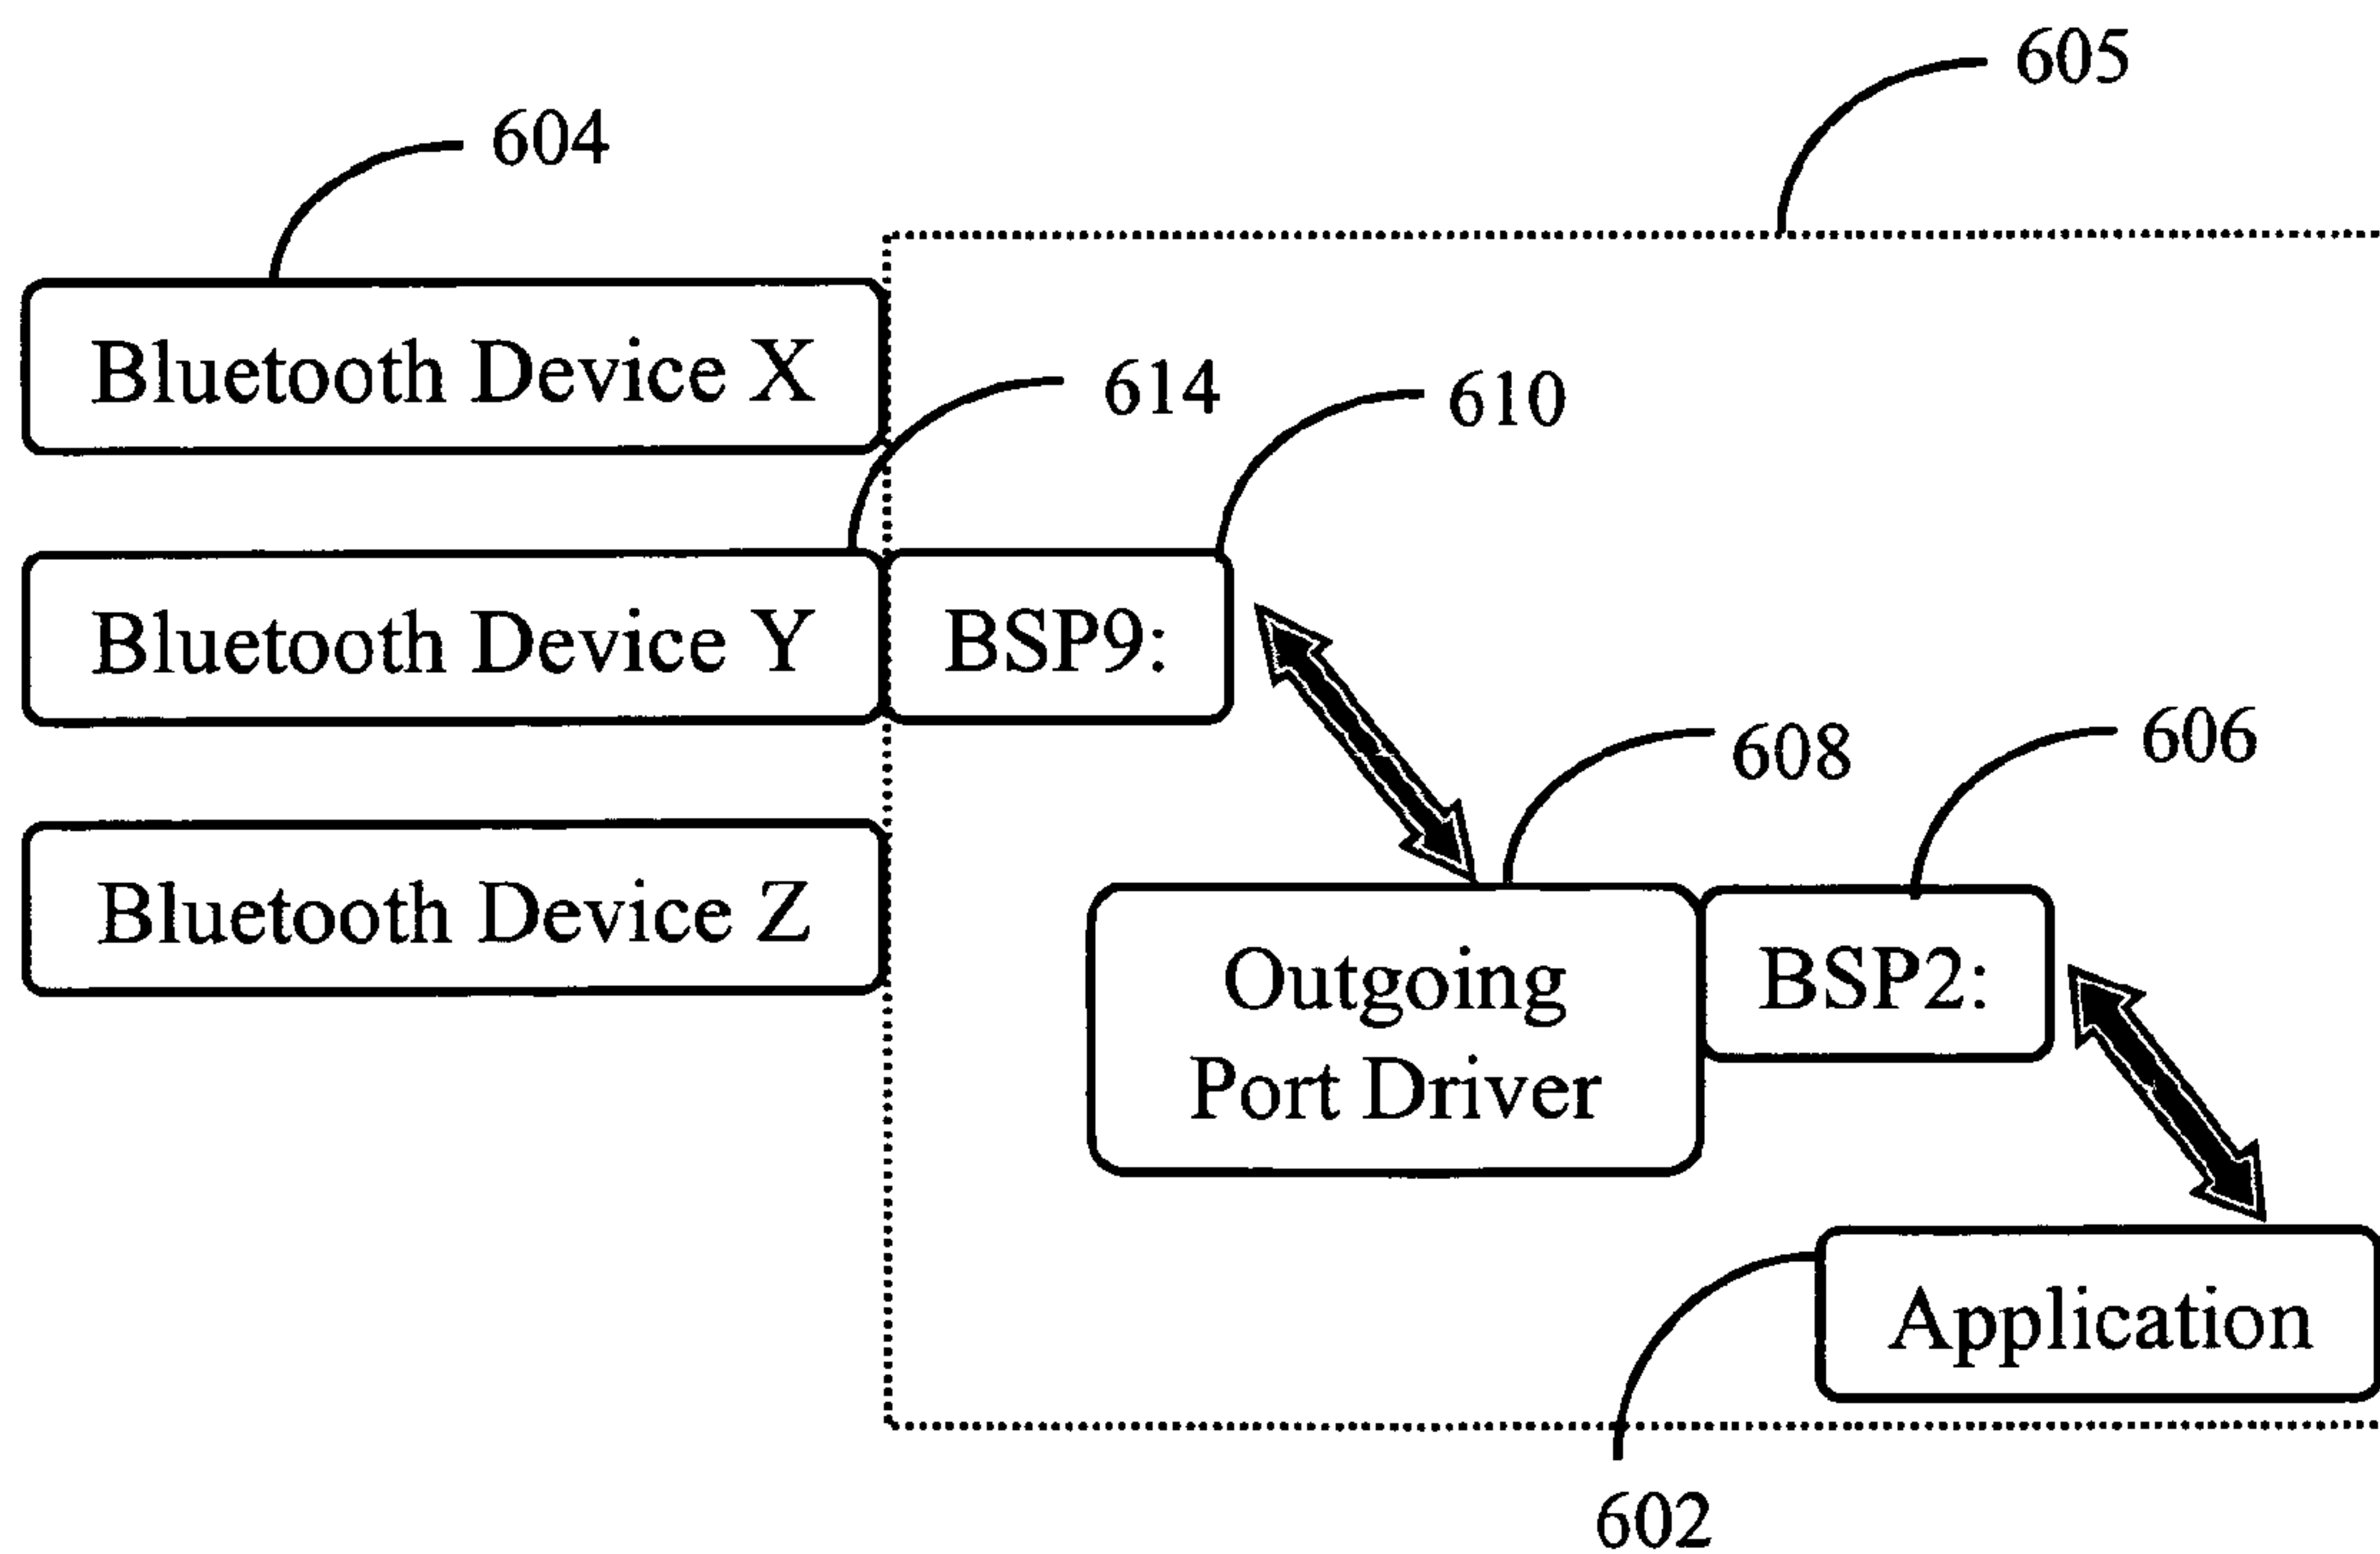 605
604
Bluetooth Device X
614
610
Bluetooth Device Y
BSP9:
608
606
Bluetooth Device Z
Outgoing
Port Driver
BSP2:
Application
602